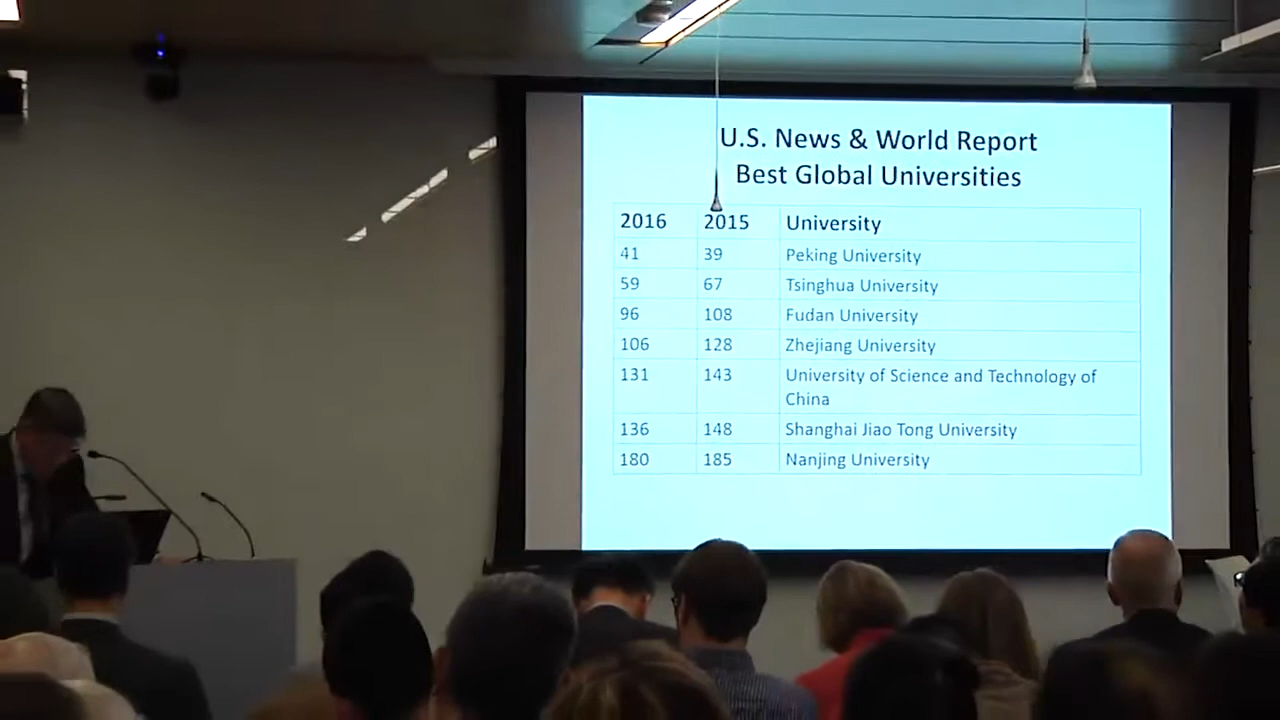 U.S. News & World Report
Best Global Universities
2016 2015 University
41 39 Peking University
59 67 Tsinghua University
96 108 Fudan University
106 128 Zhejiang University
131 143 University of Science and Technology of
China
136 148 Shanghai Jiao Tong University
180 185 Nanjing University